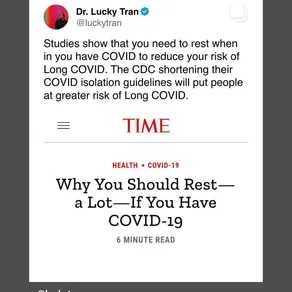 Dr. Lucky Tran
@luckytran
Studies show that you need to rest when
in you have COVID to reduce your risk of
Long COVID. The CDC shortening their
COVID isolation guidelines will put people
at greater risk of Long COVID.
TIME
HEALTH • COVID-19
Why You Should Rest—
a Lot—If You Have
COVID-19
6 MINUTE READ